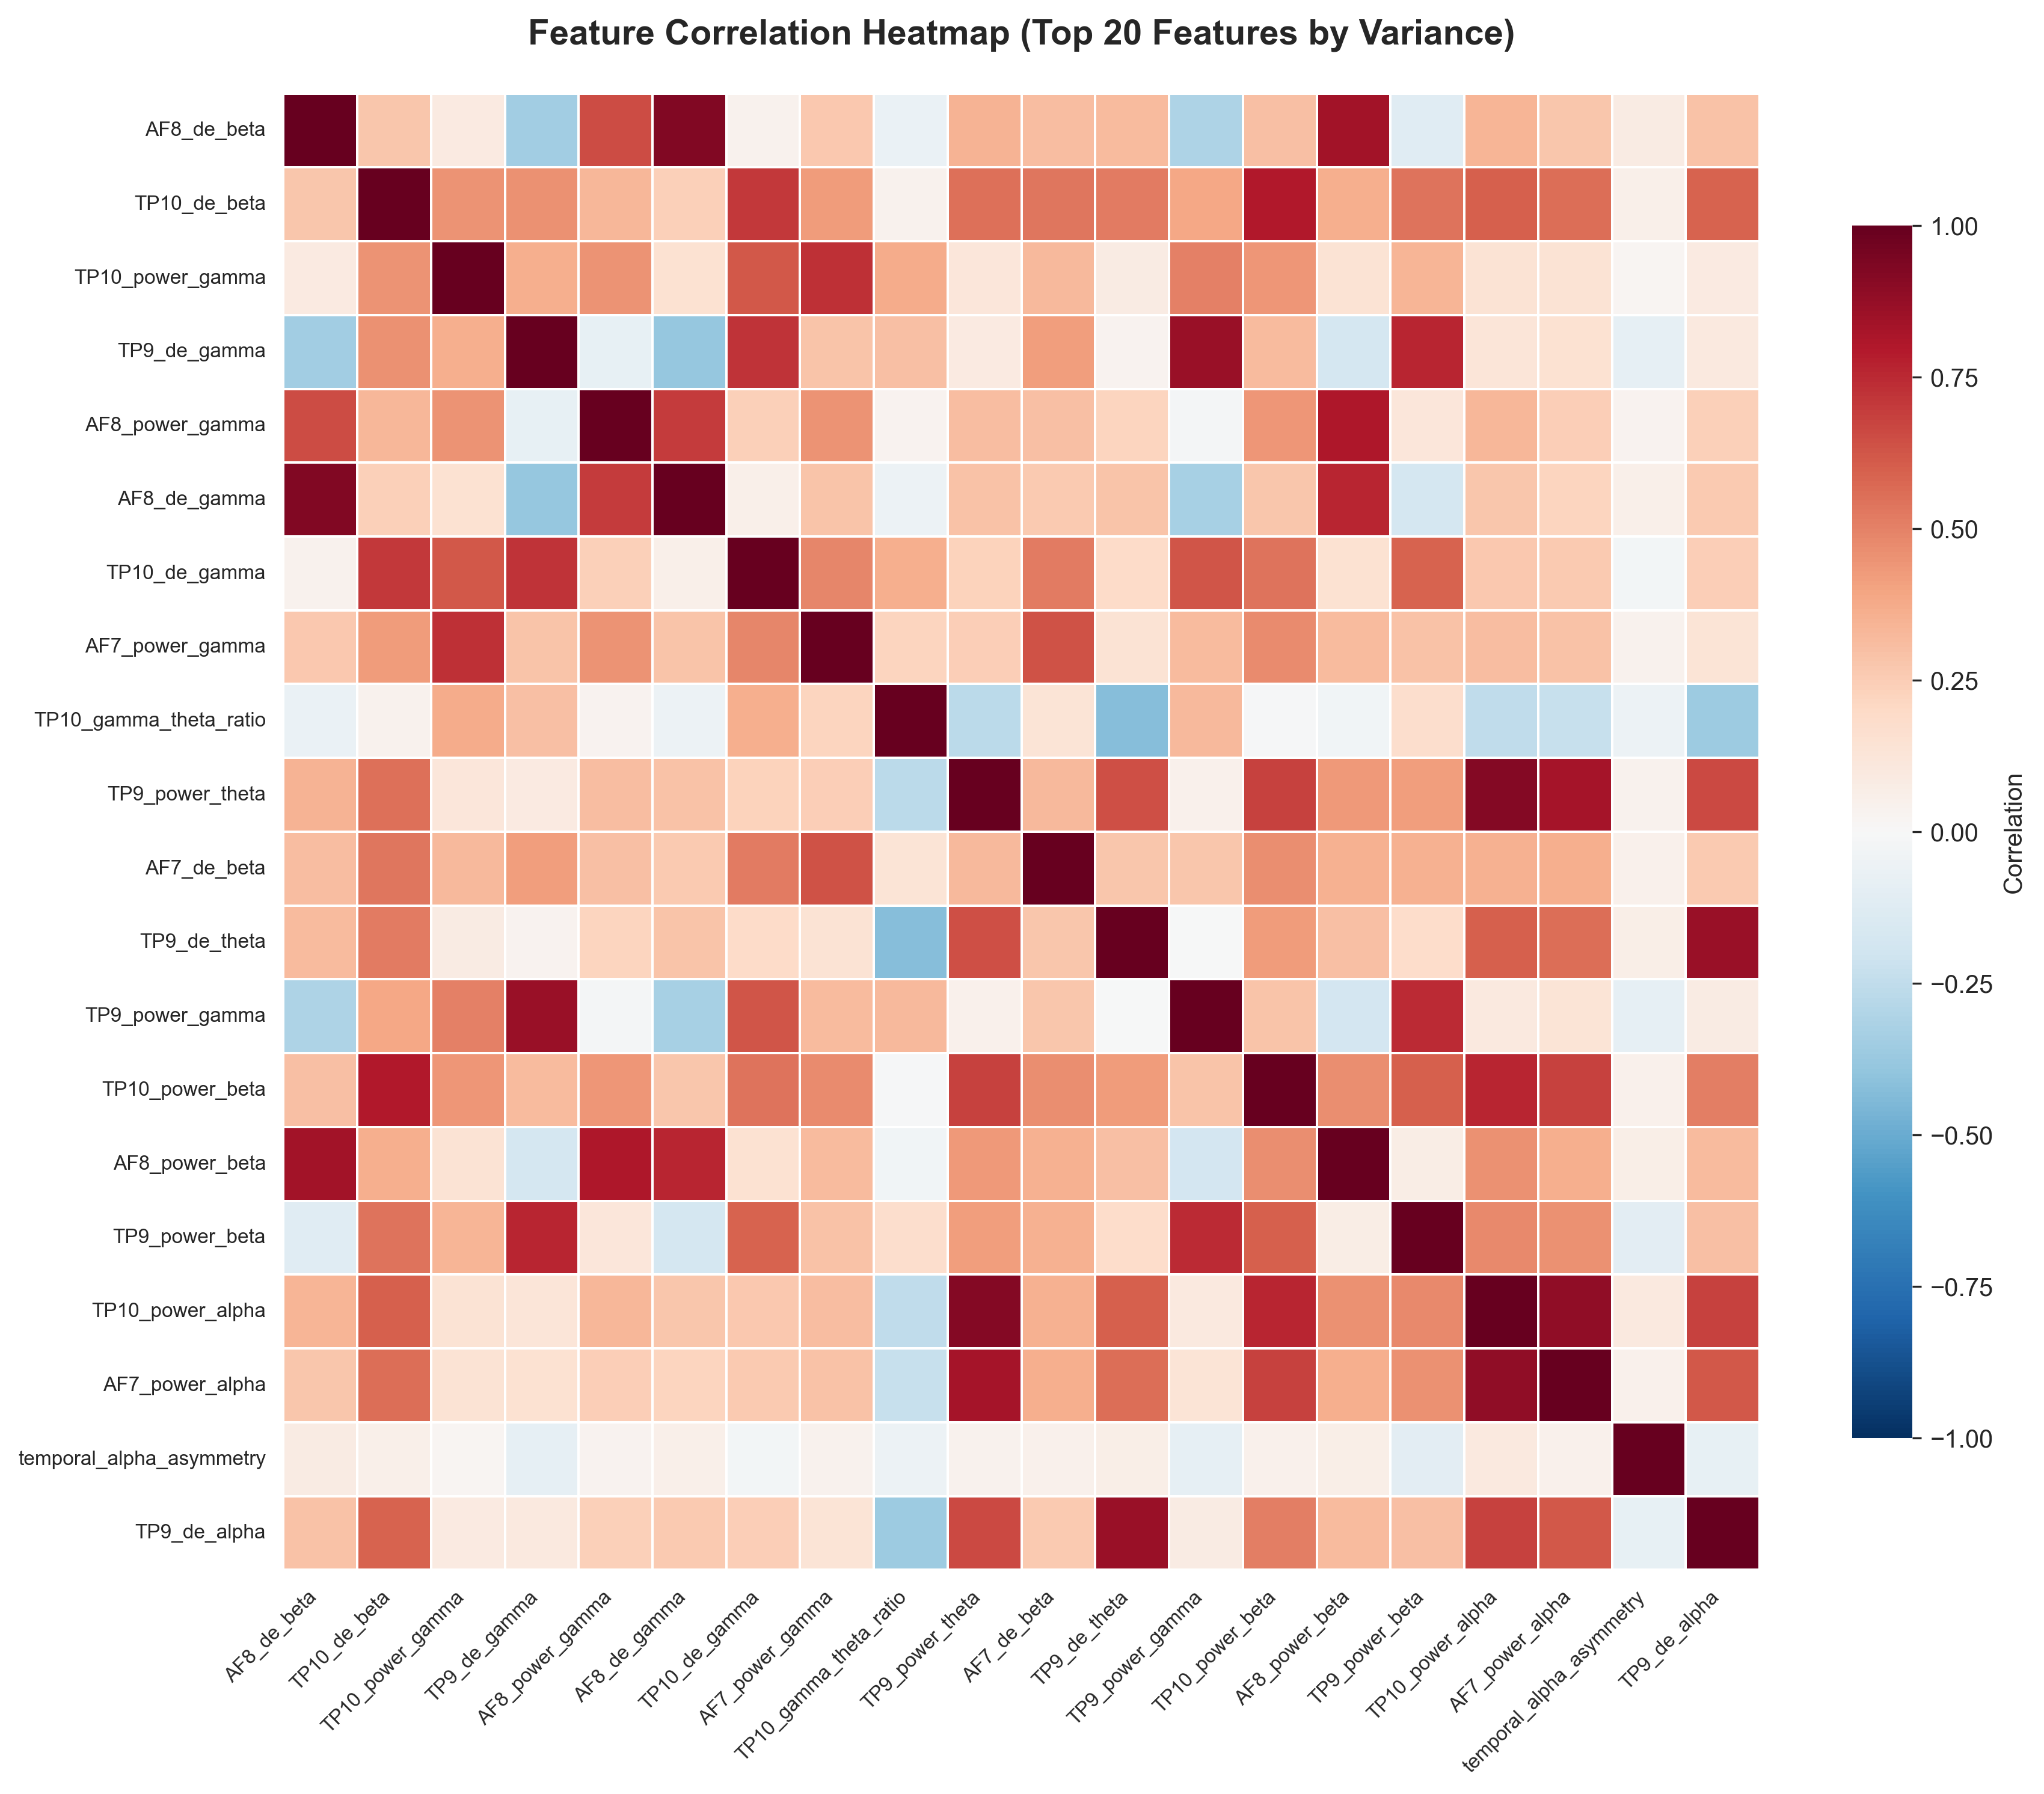 Feature Correlation Heatmap (Top 20 Features by Variance)
AF8_de_beta
TP10_de_beta
TP10_power_gamma
TP9_de_gamma
AF8_power_gamma
AF8_de_gamma
TP10_de_gamma
AF7_power_gamma
TP10_gamma_theta_ratio
TP9_power_theta
AF7_de_beta
TP9_de_theta
TP9_power_gamma
TP10_power_beta
AF8_power_beta
TP9_power_beta
TP10_power_alpha
AF7_power_alpha
temporal_alpha_asymmetry
TP9_de_alpha
AF8_de_beta
TP10_de_beta
TP10_power_gamma
TP9_de_gamma
AF8_power_gamma
AF8_de_gamma
TP10_de_gamma
AF7_power_gamma
TP10_gamma_theta_ratio
TP9_power_theta
AF7_de_beta
TP9_de_theta
TP9_power_gamma
TP10_power_beta
AF8_power_beta
TP9_power_beta
TP10_power_alpha
AF7_power_alpha
temporal_alpha_asymmetry
TP9_de_alpha
1.00
0.75
0.50
0.25
0.00
−0.25
−0.50
−0.75
−1.00
Correlation